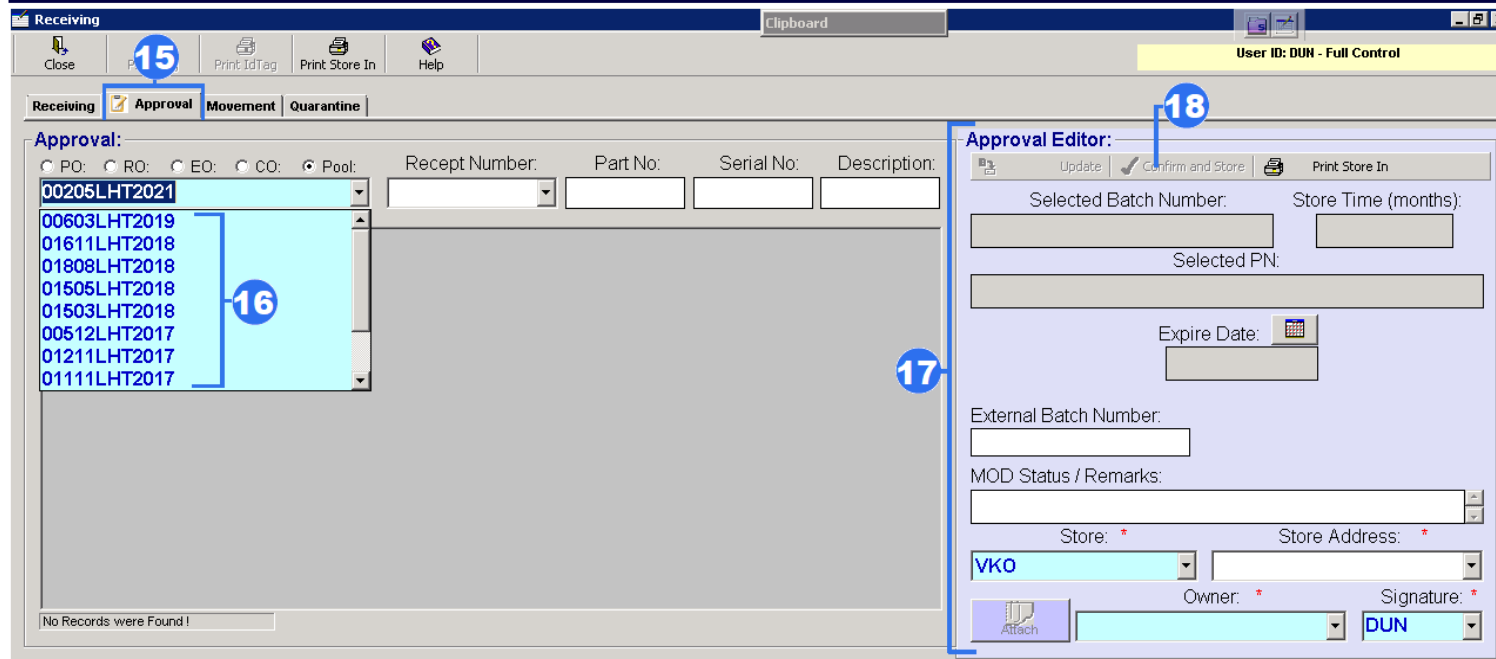 Receiving
Clipboard
Close
Print IdTag
Print Store In
Help
User ID: DUN - Full Control
15
Receiving
Approval
Movement
Quarantine
18
Approval:
PO: RO: EO: CO: Pool:
Recept Number:
Part No:
Serial No:
Description:
00205LHT2021
00603LHT2019
01611LHT2018
01808LHT2018
01505LHT2018
01503LHT2018
00512LHT2017
01211LHT2017
01111LHT2017
16
No Records were Found !
17
Approval Editor:
Update
Confirm and Store
Print Store In
Selected Batch Number:
Store Time (months):
Selected PN:
Expire Date:
External Batch Number:
MOD Status / Remarks:
Store: *
Store Address: *
VKO
Owner: *
Signature: *
Attach
DUN